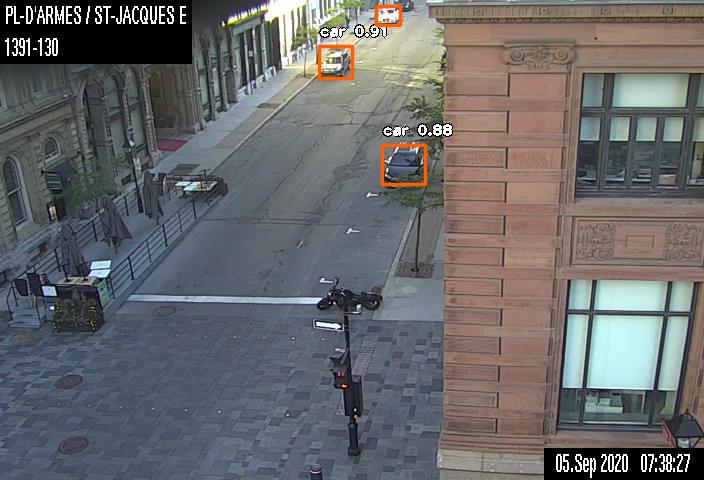 PL-D'ARMES / ST-JACQUES E
1391-130
car 0.91
car 0.88
05.Sep 2020 07:38:27